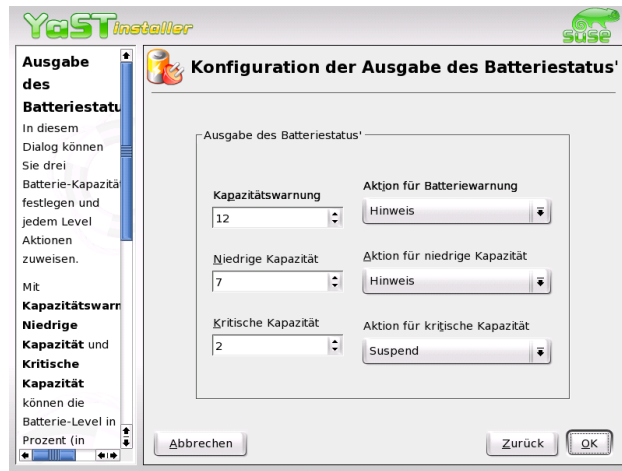 YaST installer
suse
Ausgabe
des
Batteriestatu
In diesem
Dialog können
Sie drei
Batterie-Kapazitä
festlegen und
jedem Level
Aktionen
zuweisen.
Mit
Kapazitätswarn
Niedrige
Kapazität und
Kritische
Kapazität
können die
Batterie-Level in
Prozent (in
Konfiguration der Ausgabe des Batteriestatus'
Ausgabe des Batteriestatus'
Kapazitätswarnung
12
Aktion für Batteriewarnung
Hinweis
Niedrige Kapazität
7
Aktion für niedrige Kapazität
Hinweis
Kritische Kapazität
2
Aktion für kritische Kapazität
Suspend
Abbrechen
Zurück
OK